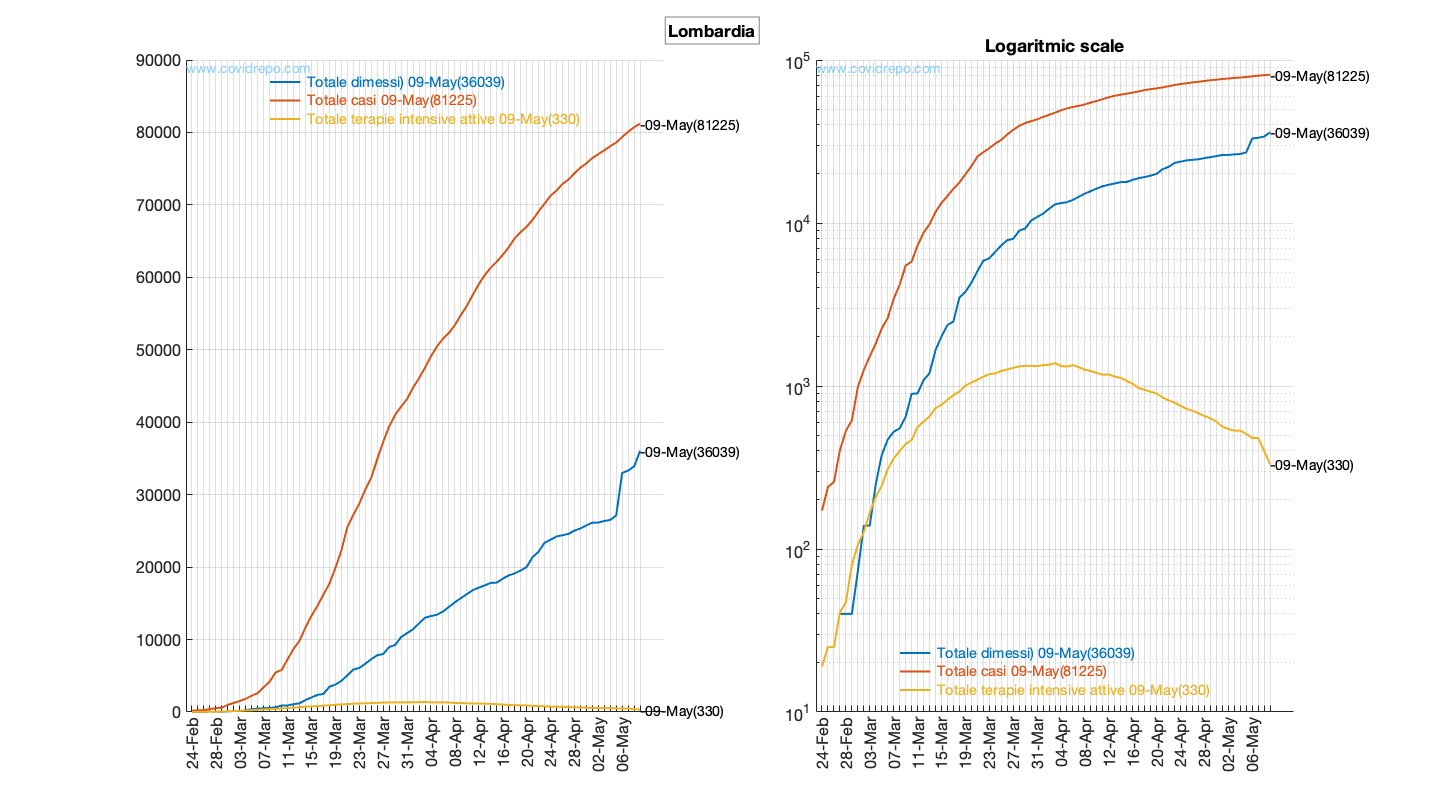 Lombardia
www.covidrepo.com
Totale dimessi) 09-May(36039)
Totale casi 09-May(81225)
Totale terapie intensive attive 09-May(330)
90000
80000
70000
60000
50000
40000
30000
20000
10000
0
-09-May(81225)
-09-May(36039)
-09-May(330)
24-Feb
28-Feb
03-Mar
07-Mar
11-Mar
15-Mar
19-Mar
23-Mar
27-Mar
31-Mar
04-Apr
08-Apr
12-Apr
16-Apr
20-Apr
24-Apr
28-Apr
02-May
06-May
Logaritmic scale
www.covidrepo.com
10^5
10^4
10^3
10^2
10^1
-09-May(81225)
-09-May(36039)
-09-May(330)
Totale dimessi) 09-May(36039)
Totale casi 09-May(81225)
Totale terapie intensive attive 09-May(330)
24-Feb
28-Feb
03-Mar
07-Mar
11-Mar
15-Mar
19-Mar
23-Mar
27-Mar
31-Mar
04-Apr
08-Apr
12-Apr
16-Apr
20-Apr
24-Apr
28-Apr
02-May
06-May